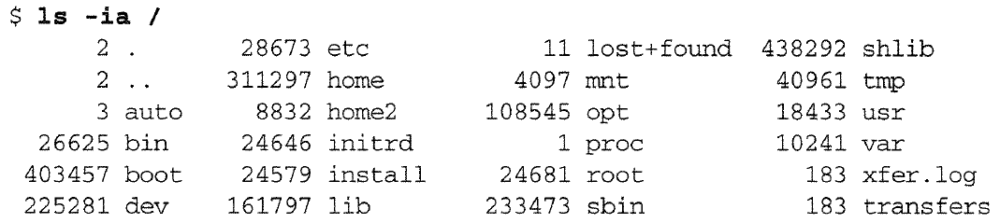 $ ls -ia /
2 . 28673 etc 11 lost+found 438292 shlib
2 .. 311297 home 4097 mnt 40961 tmp
3 auto 8832 home2 108545 opt 18433 usr
26625 bin 24646 initrd 1 proc 10241 var
403457 boot 24579 install 24681 root 183 xfer.log
225281 dev 161797 lib 233473 sbin 183 transfers